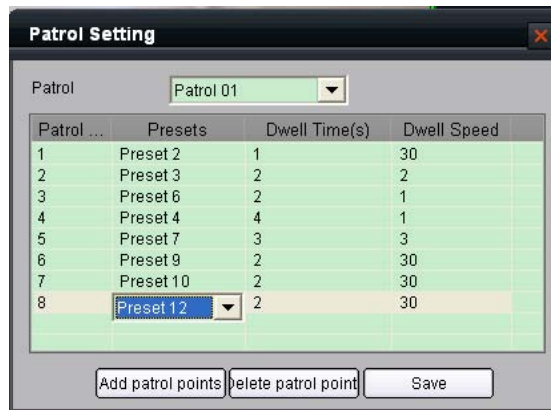 Patrol Setting
Patrol Patrol 01
Patrol ... Presets Dwell Time(s) Dwell Speed
1 Preset 2 1 30
2 Preset 3 2 2
3 Preset 6 2 1
4 Preset 4 4 1
5 Preset 7 3 3
6 Preset 9 2 30
7 Preset 10 2 30
8 Preset 12 2 30
Add patrol points Delete patrol point Save